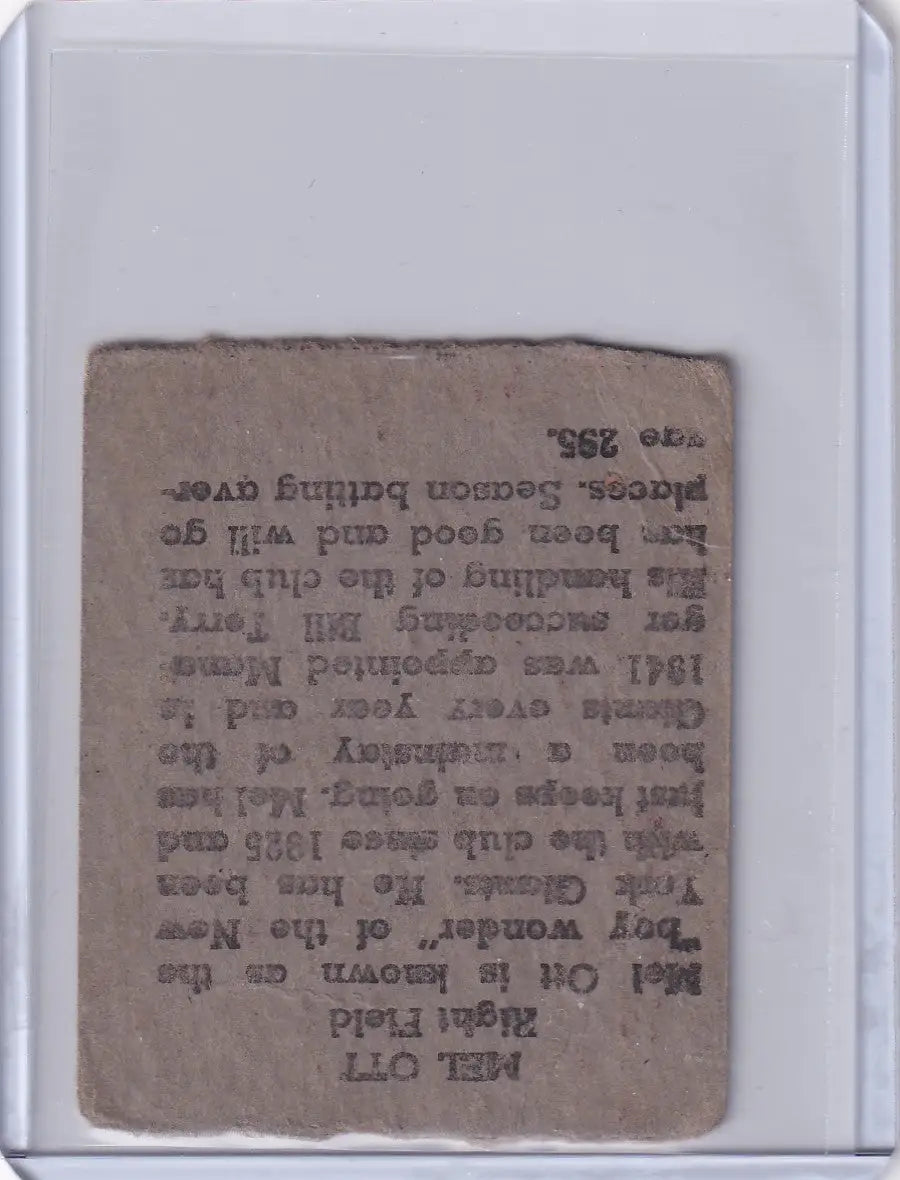 MEL OTT
Right Field
Mel Ott is known as the
"boy wonder" of the New
York Giants. He has been
with the club since 1925 and
just keeps on going. Mel has
been a mainstay of the
Giants every year and in
1941 was appointed Mana-
ger succeeding Bill Terry.
His handling of the club has
has been good and will go
places. Season batting aver-
age 295.